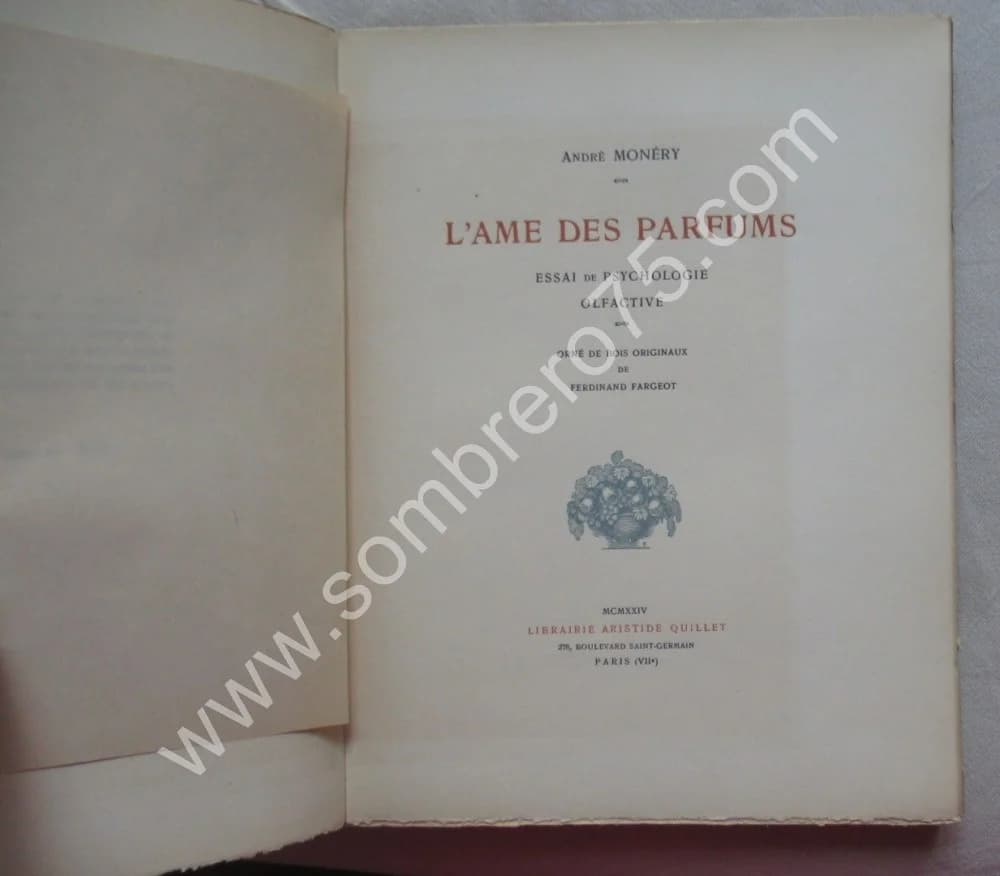 André MONÉRY
L'AME DES PARFUMS
ESSAI DE PSYCHOLOGIE
OLFACTIVE
ORNÉ DE BOIS ORIGINAUX
DE
FERDINAND FARGEOT
MCMXXIV
LIBRAIRIE ARISTIDE QUILLET
278, BOULEVARD SAINT-GERMAIN
PARIS (VIIe)
www.sombrero75.com